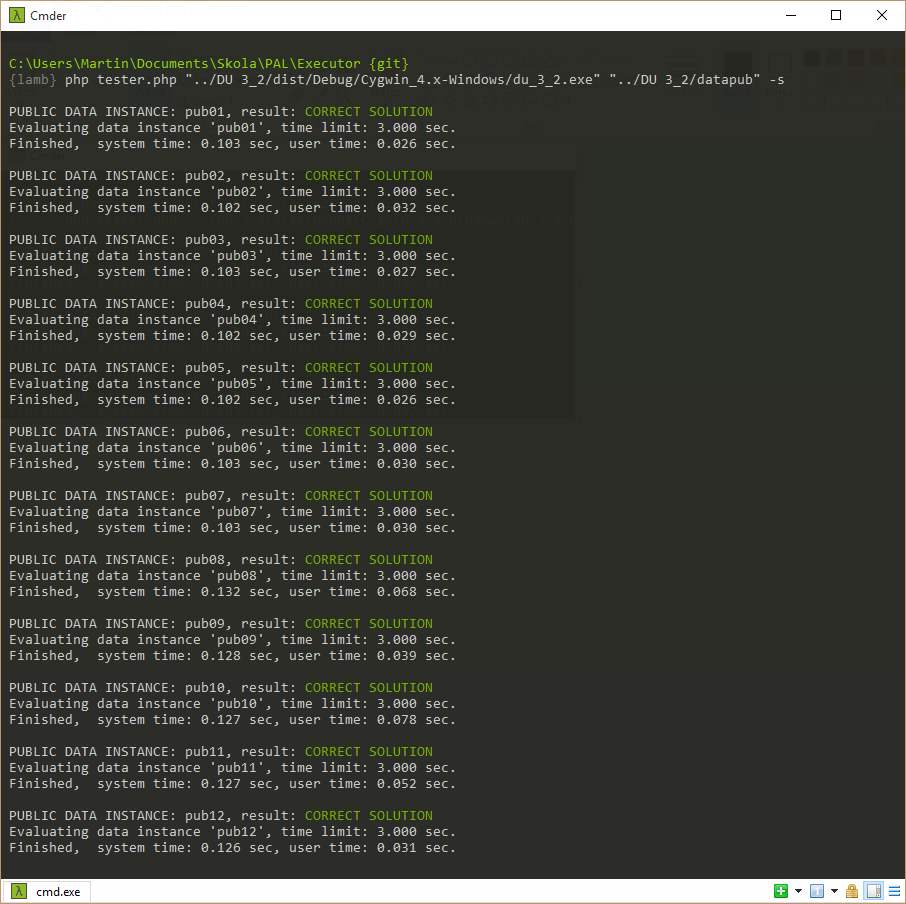 Cmder
C:\Users\Martin\Documents\Skola\PAL\Executor {git}
{lamb} php tester.php "../DU 3_2/dist/Debug/Cygwin_4.x-Windows/du_3_2.exe" "../DU 3_2/datapub" -s
PUBLIC DATA INSTANCE: pub01, result: CORRECT SOLUTION
Evaluating data instance 'pub01', time limit: 3.000 sec.
Finished,  system time: 0.103 sec, user time: 0.026 sec.
PUBLIC DATA INSTANCE: pub02, result: CORRECT SOLUTION
Evaluating data instance 'pub02', time limit: 3.000 sec.
Finished,  system time: 0.102 sec, user time: 0.032 sec.
PUBLIC DATA INSTANCE: pub03, result: CORRECT SOLUTION
Evaluating data instance 'pub03', time limit: 3.000 sec.
Finished,  system time: 0.103 sec, user time: 0.027 sec.
PUBLIC DATA INSTANCE: pub04, result: CORRECT SOLUTION
Evaluating data instance 'pub04', time limit: 3.000 sec.
Finished,  system time: 0.102 sec, user time: 0.029 sec.
PUBLIC DATA INSTANCE: pub05, result: CORRECT SOLUTION
Evaluating data instance 'pub05', time limit: 3.000 sec.
Finished,  system time: 0.102 sec, user time: 0.026 sec.
PUBLIC DATA INSTANCE: pub06, result: CORRECT SOLUTION
Evaluating data instance 'pub06', time limit: 3.000 sec.
Finished,  system time: 0.103 sec, user time: 0.030 sec.
PUBLIC DATA INSTANCE: pub07, result: CORRECT SOLUTION
Evaluating data instance 'pub07', time limit: 3.000 sec.
Finished,  system time: 0.103 sec, user time: 0.030 sec.
PUBLIC DATA INSTANCE: pub08, result: CORRECT SOLUTION
Evaluating data instance 'pub08', time limit: 3.000 sec.
Finished,  system time: 0.132 sec, user time: 0.068 sec.
PUBLIC DATA INSTANCE: pub09, result: CORRECT SOLUTION
Evaluating data instance 'pub09', time limit: 3.000 sec.
Finished,  system time: 0.128 sec, user time: 0.039 sec.
PUBLIC DATA INSTANCE: pub10, result: CORRECT SOLUTION
Evaluating data instance 'pub10', time limit: 3.000 sec.
Finished,  system time: 0.127 sec, user time: 0.078 sec.
PUBLIC DATA INSTANCE: pub11, result: CORRECT SOLUTION
Evaluating data instance 'pub11', time limit: 3.000 sec.
Finished,  system time: 0.127 sec, user time: 0.052 sec.
PUBLIC DATA INSTANCE: pub12, result: CORRECT SOLUTION
Evaluating data instance 'pub12', time limit: 3.000 sec.
Finished,  system time: 0.126 sec, user time: 0.031 sec.
cmd.exe